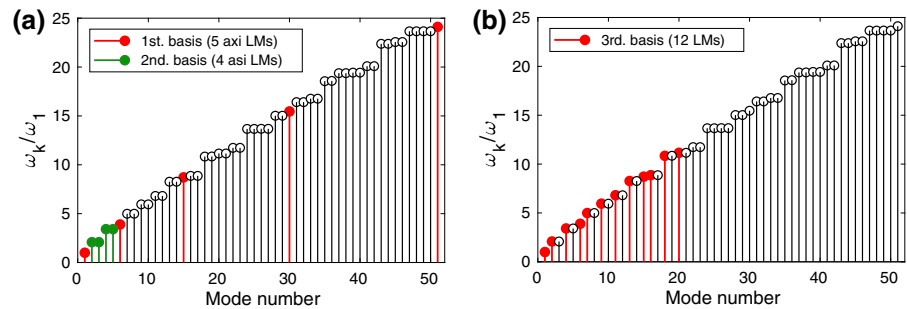 (a)
25
20
15
10
5
0
ω_k/ω_1
1st. basis (5 axi LMs)
2nd. basis (4 asi LMs)
0 10 20 30 40 50
Mode number
(b)
25
20
15
10
5
0
ω_k/ω_1
3rd. basis (12 LMs)
0 10 20 30 40 50
Mode number